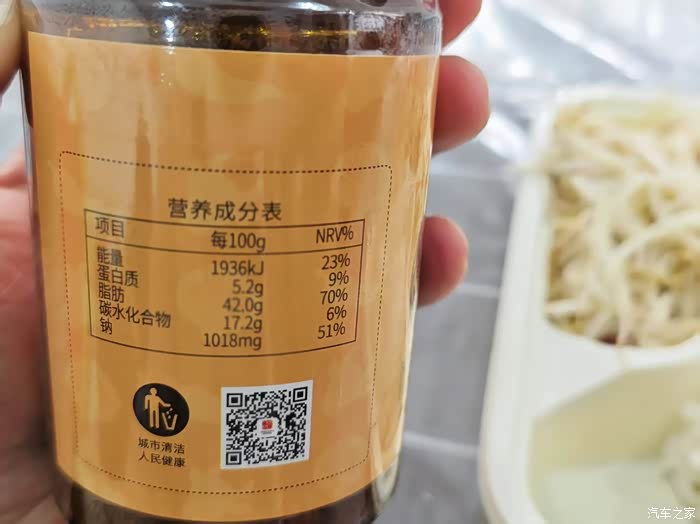 营养成分表
项目 每100g NRV%
能量 1936kJ 23%
蛋白质 5.2g 9%
脂肪 42.0g 70%
碳水化合物 17.2g 6%
钠 1018mg 51%
城市清洁
人民健康
汽车之家